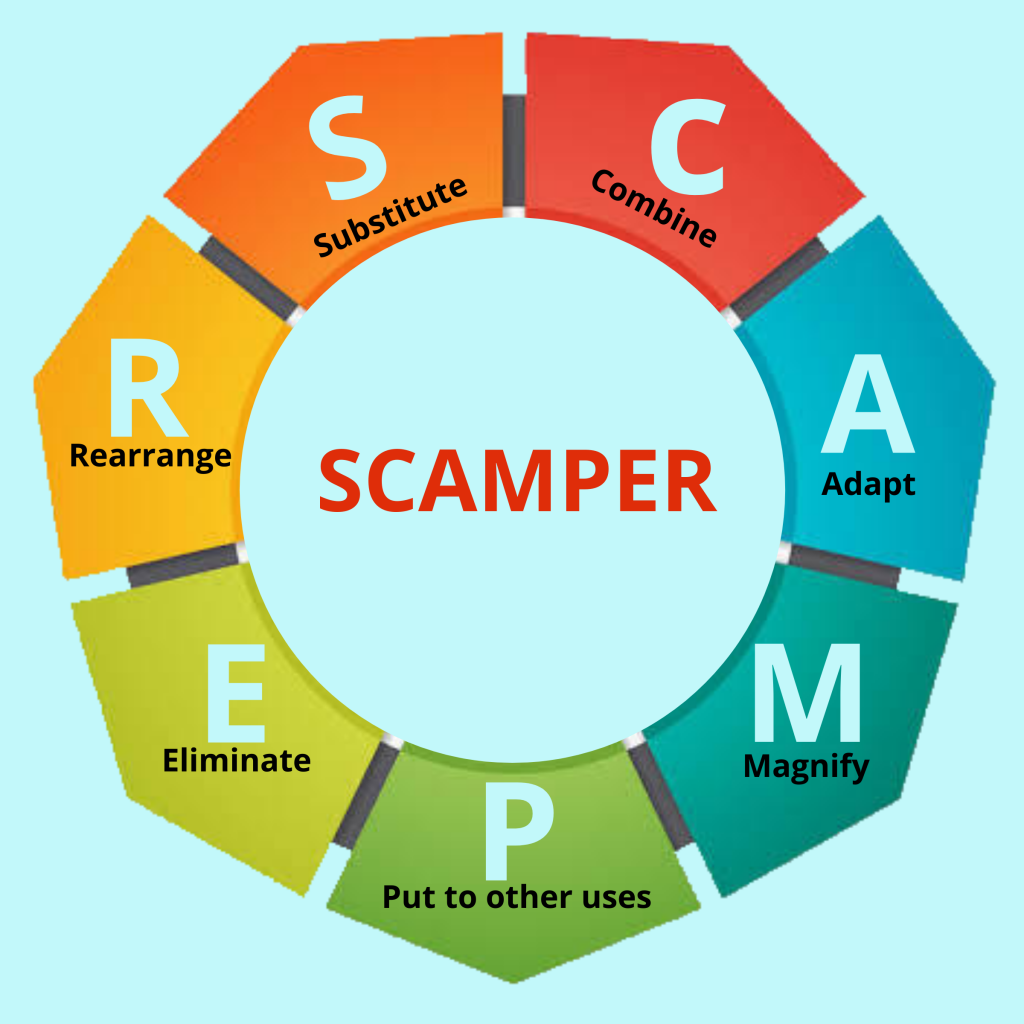 S
Substitute
C
Combine
A
Adapt
M
Magnify
P
Put to other uses
E
Eliminate
R
Rearrange
SCAMPER